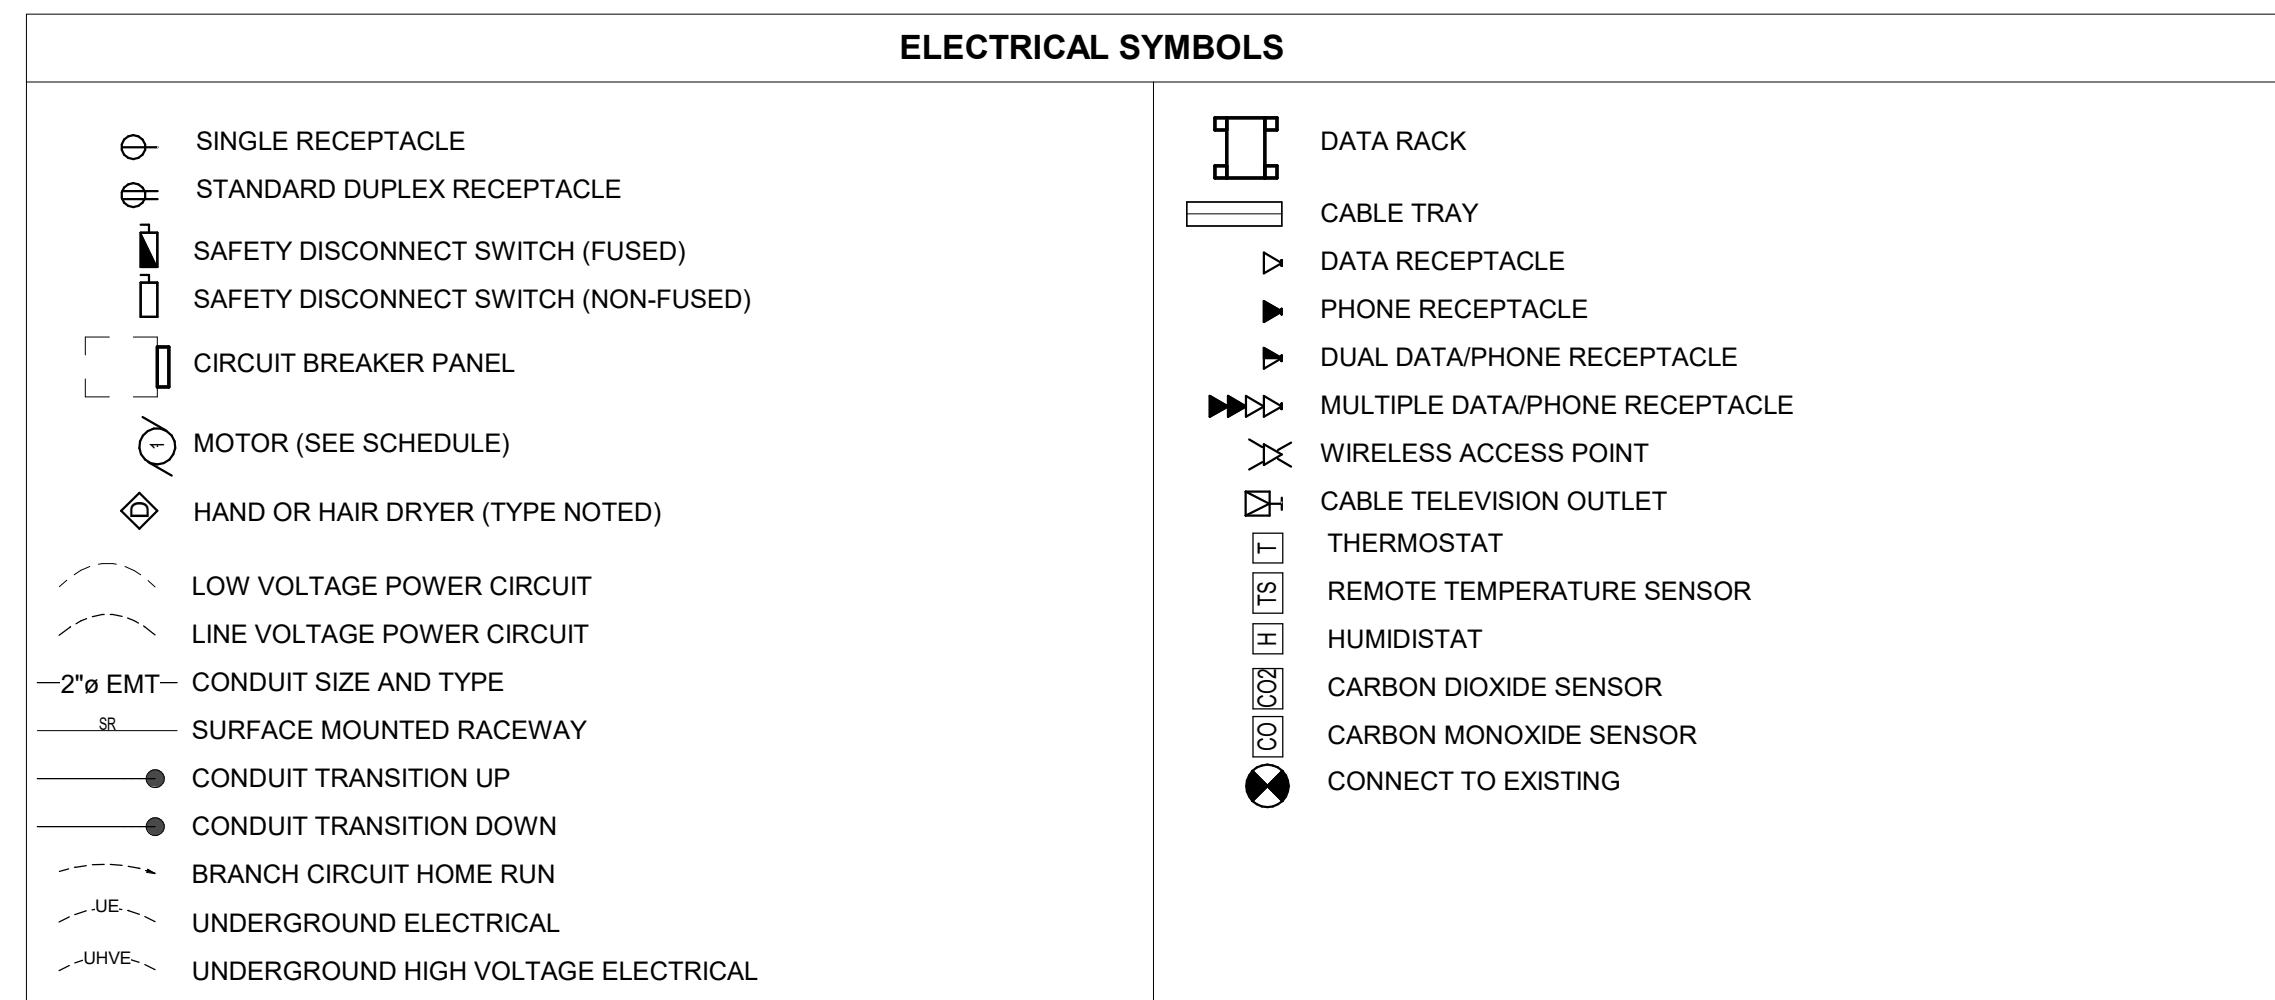 ELECTRICAL SYMBOLS
SINGLE RECEPTACLE
STANDARD DUPLEX RECEPTACLE
SAFETY DISCONNECT SWITCH (FUSED)
SAFETY DISCONNECT SWITCH (NON-FUSED)
CIRCUIT BREAKER PANEL
1 MOTOR (SEE SCHEDULE)
D HAND OR HAIR DRYER (TYPE NOTED)
LOW VOLTAGE POWER CIRCUIT
LINE VOLTAGE POWER CIRCUIT
2"ø EMT CONDUIT SIZE AND TYPE
SR SURFACE MOUNTED RACEWAY
CONDUIT TRANSITION UP
CONDUIT TRANSITION DOWN
BRANCH CIRCUIT HOME RUN
UE UNDERGROUND ELECTRICAL
UHVE UNDERGROUND HIGH VOLTAGE ELECTRICAL
DATA RACK
CABLE TRAY
DATA RECEPTACLE
PHONE RECEPTACLE
DUAL DATA/PHONE RECEPTACLE
MULTIPLE DATA/PHONE RECEPTACLE
WIRELESS ACCESS POINT
CABLE TELEVISION OUTLET
T THERMOSTAT
TS REMOTE TEMPERATURE SENSOR
H HUMIDISTAT
CO2 CARBON DIOXIDE SENSOR
CO CARBON MONOXIDE SENSOR
CONNECT TO EXISTING